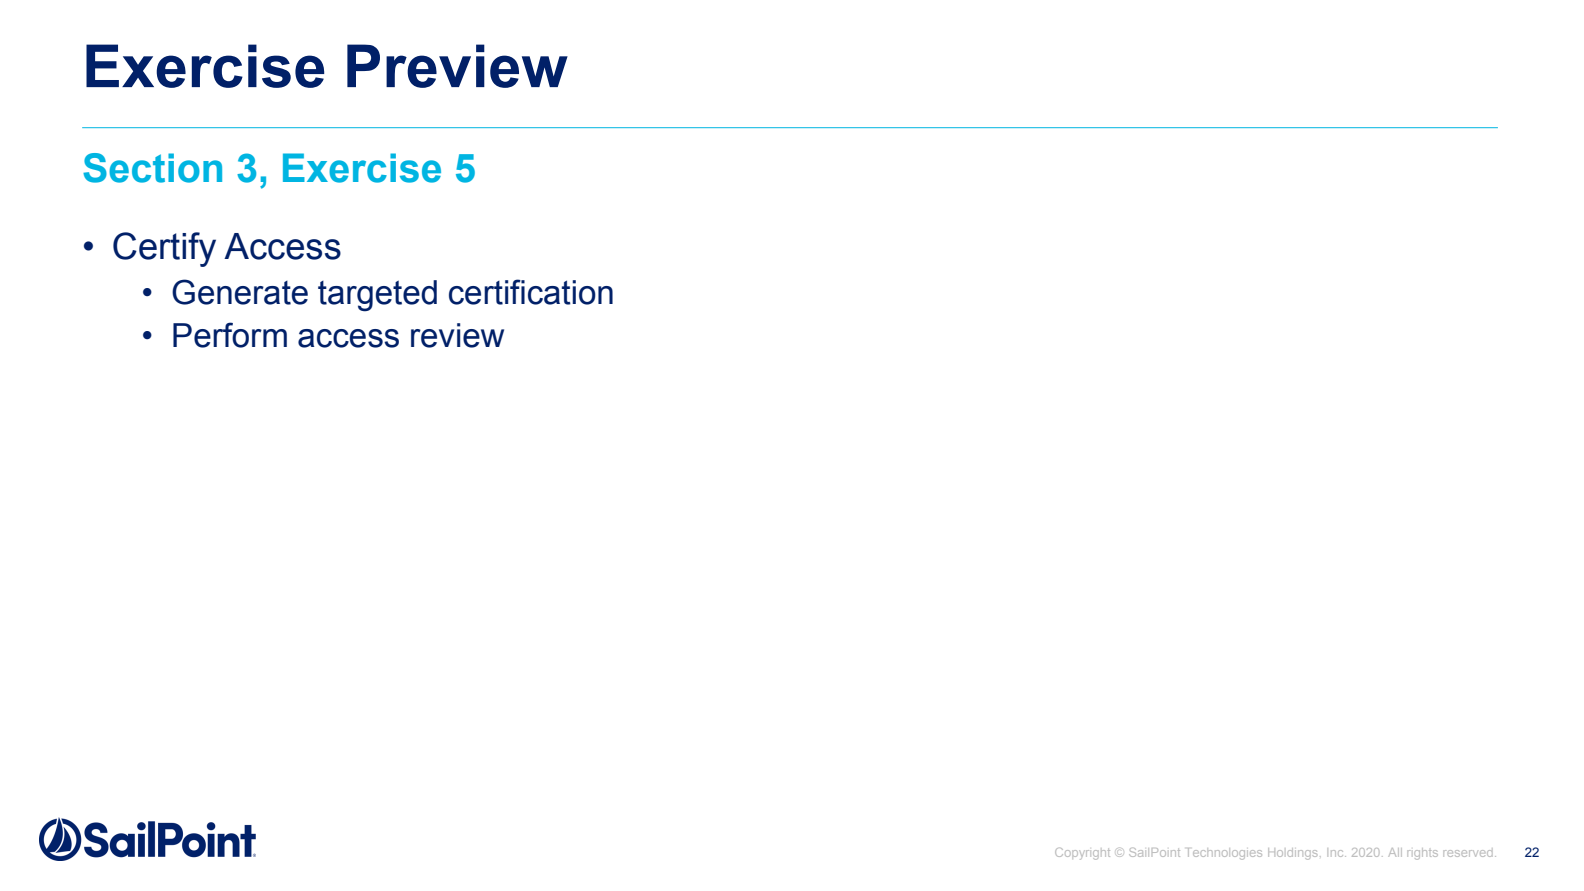 Exercise Preview
Section 3, Exercise 5
• Certify Access
• Generate targeted certification
• Perform access review
SailPoint
Copyright © SailPoint Technologies Holdings, Inc. 2020. All rights reserved. 22